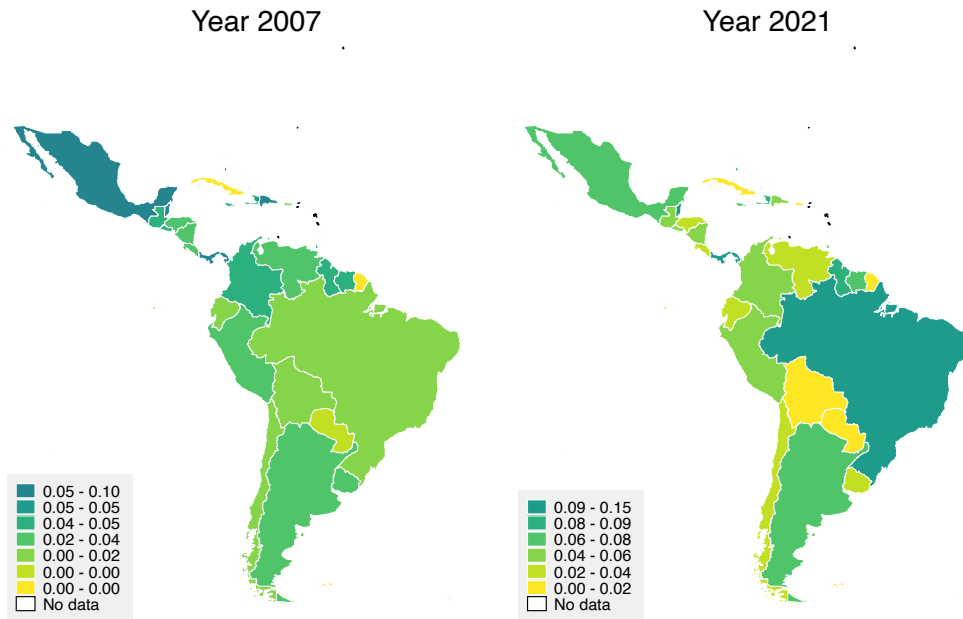 Year 2007
0.05 - 0.10
0.05 - 0.05
0.04 - 0.05
0.02 - 0.04
0.00 - 0.02
0.00 - 0.00
0.00 - 0.00
No data
Year 2021
0.09 - 0.15
0.08 - 0.09
0.06 - 0.08
0.04 - 0.06
0.02 - 0.04
0.00 - 0.02
No data